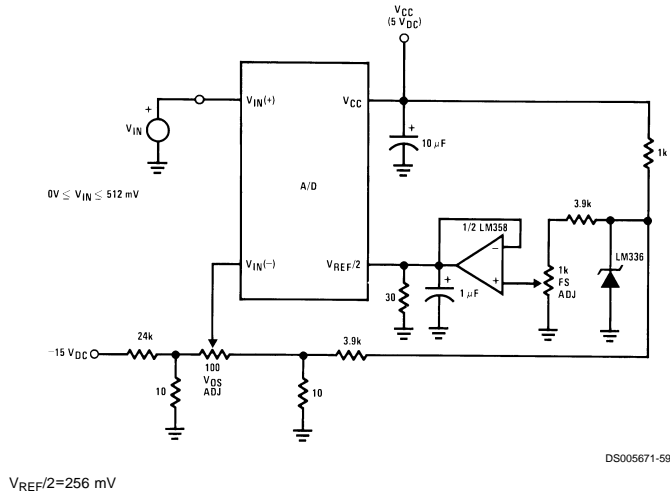 VCC
(5 VDC)
VIN(+)
VCC
+
VIN
+
10 μF
1k
0V ≤ VIN ≤ 512 mV
A/D
3.9k
1/2 LM358
−
+
LM336
1k
FS
ADJ
VIN(−)
VREF/2
30
+
1 μF
−15 VDC
24k
3.9k
100
VOS
ADJ
10
10
DS005671-59
VREF/2=256 mV